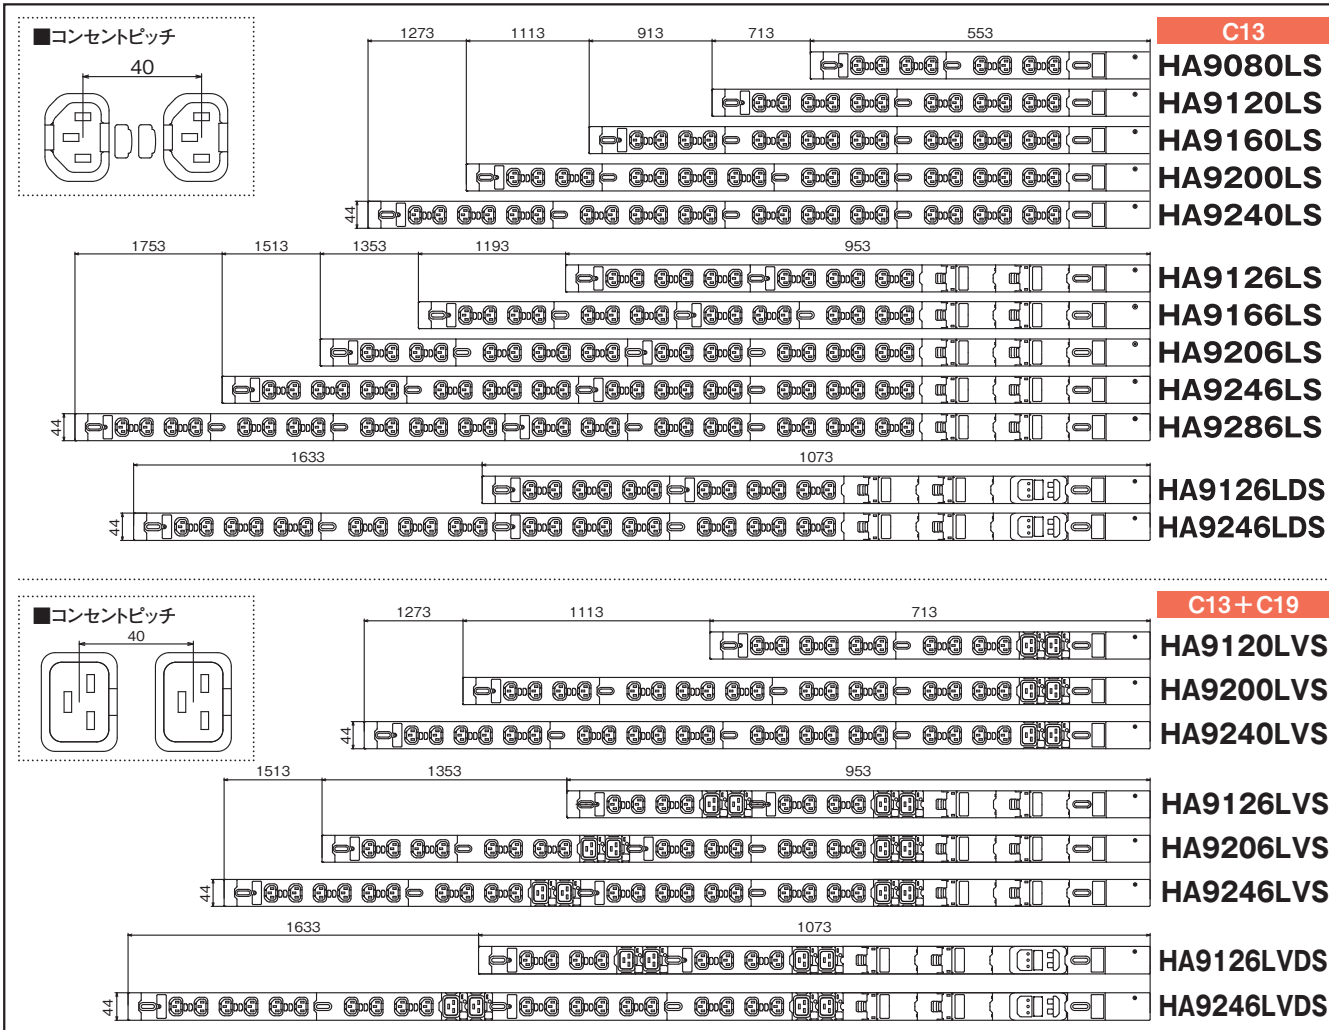 ■コンセントピッチ
40
1273 1113 913 713 553
C13
HA9080LS
HA9120LS
HA9160LS
HA9200LS
44
HA9240LS
1753 1513 1353 1193 953
HA9126LS
HA9166LS
HA9206LS
HA9246LS
44
HA9286LS
1633 1073
HA9126LDS
44
HA9246LDS
■コンセントピッチ
40
1273 1113 713
C13＋C19
HA9120LVS
HA9200LVS
44
HA9240LVS
1513 1353 953
HA9126LVS
HA9206LVS
44
HA9246LVS
1633 1073
HA9126LVDS
44
HA9246LVDS